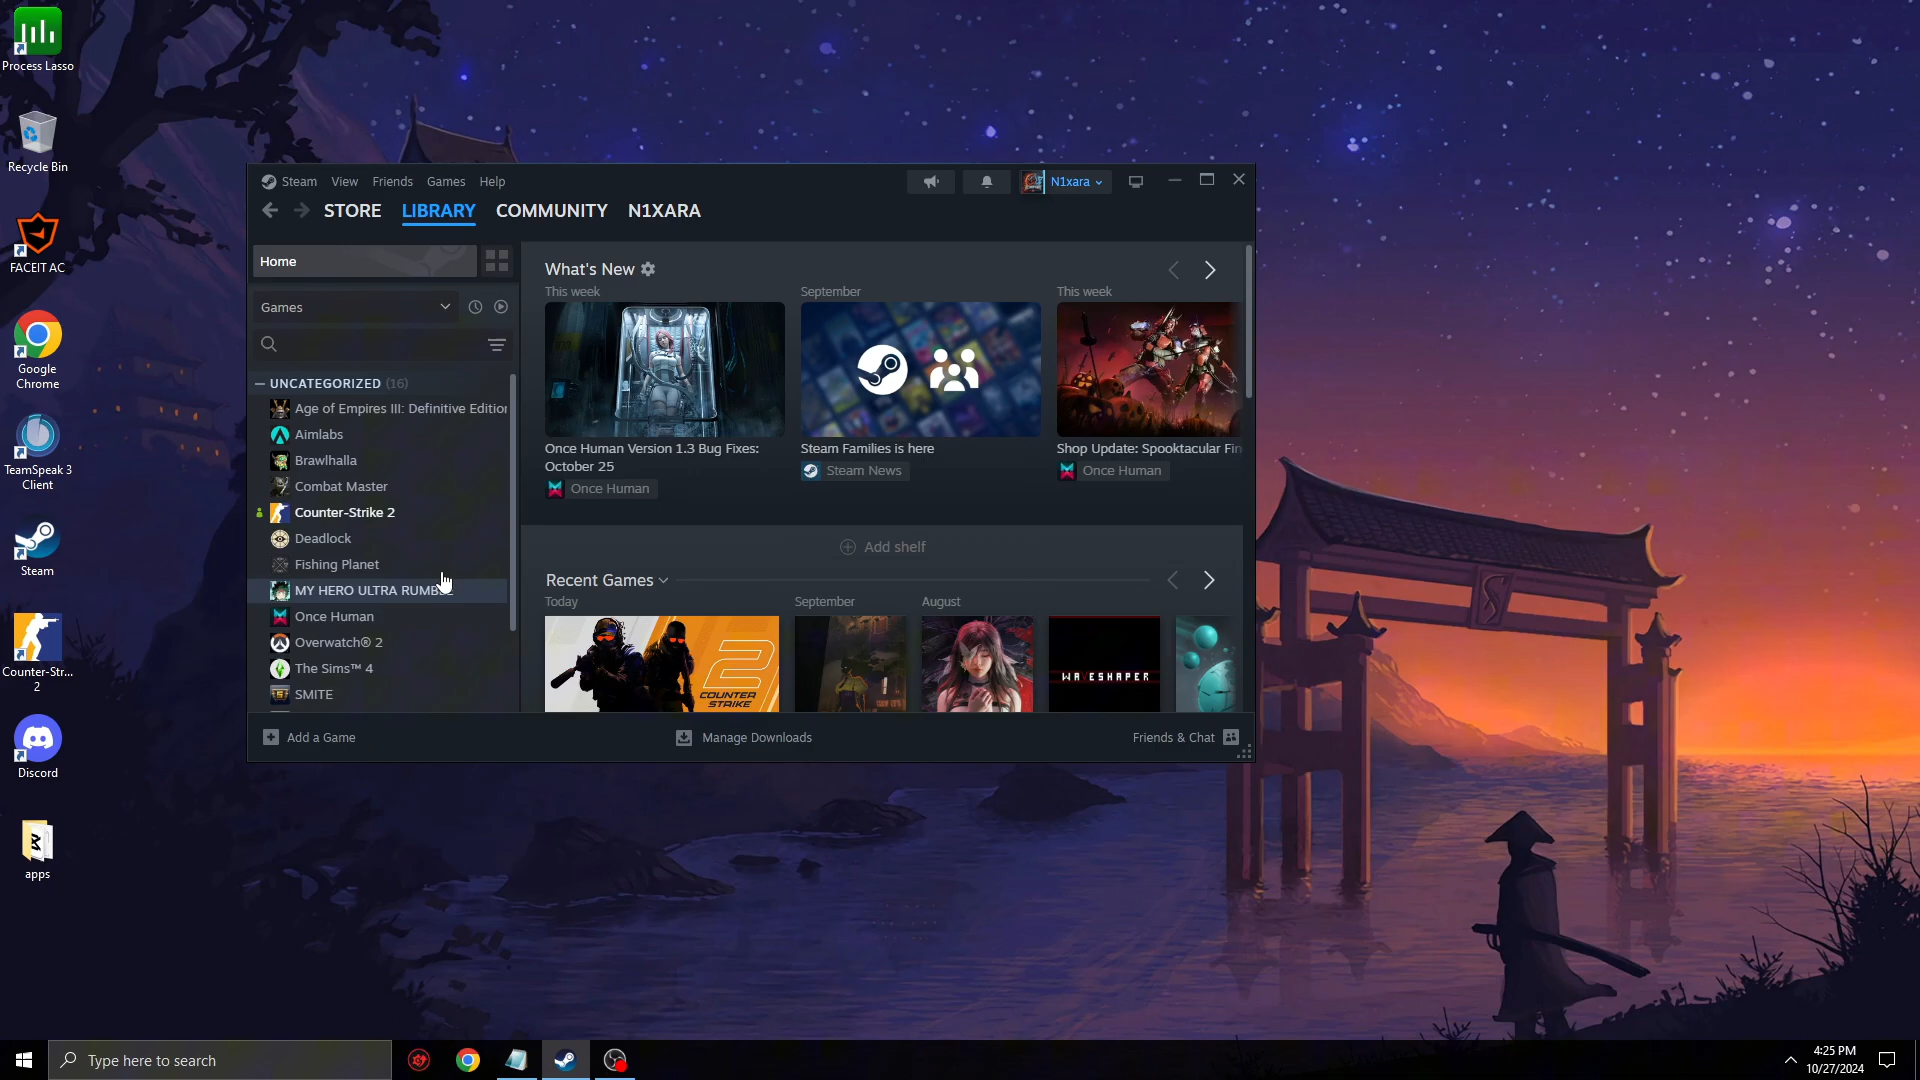 Process Lasso
Recycle Bin
FACEIT AC
Google
Chrome
TeamSpeak 3
Client
Steam
Counter-Str...
2
Discord
apps
Steam View Friends Games Help
N1xara
STORE LIBRARY COMMUNITY N1XARA
Home
Games
UNCATEGORIZED (16)
Age of Empires III: Definitive Edition
Aimlabs
Brawlhalla
Combat Master
Counter-Strike 2
Deadlock
Fishing Planet
MY HERO ULTRA RUMBLE
Once Human
Overwatch® 2
The Sims™ 4
SMITE
What's New
This week
September
This week
Once Human Version 1.3 Bug Fixes:
October 25
Once Human
Steam Families is here
Steam News
Shop Update: Spooktacular Fin
Once Human
Add shelf
Recent Games
Today
September
August
2
COUNTER
STRIKE
WAVESHAPER
Add a Game
Manage Downloads
Friends & Chat
Type here to search
4:25 PM
10/27/2024